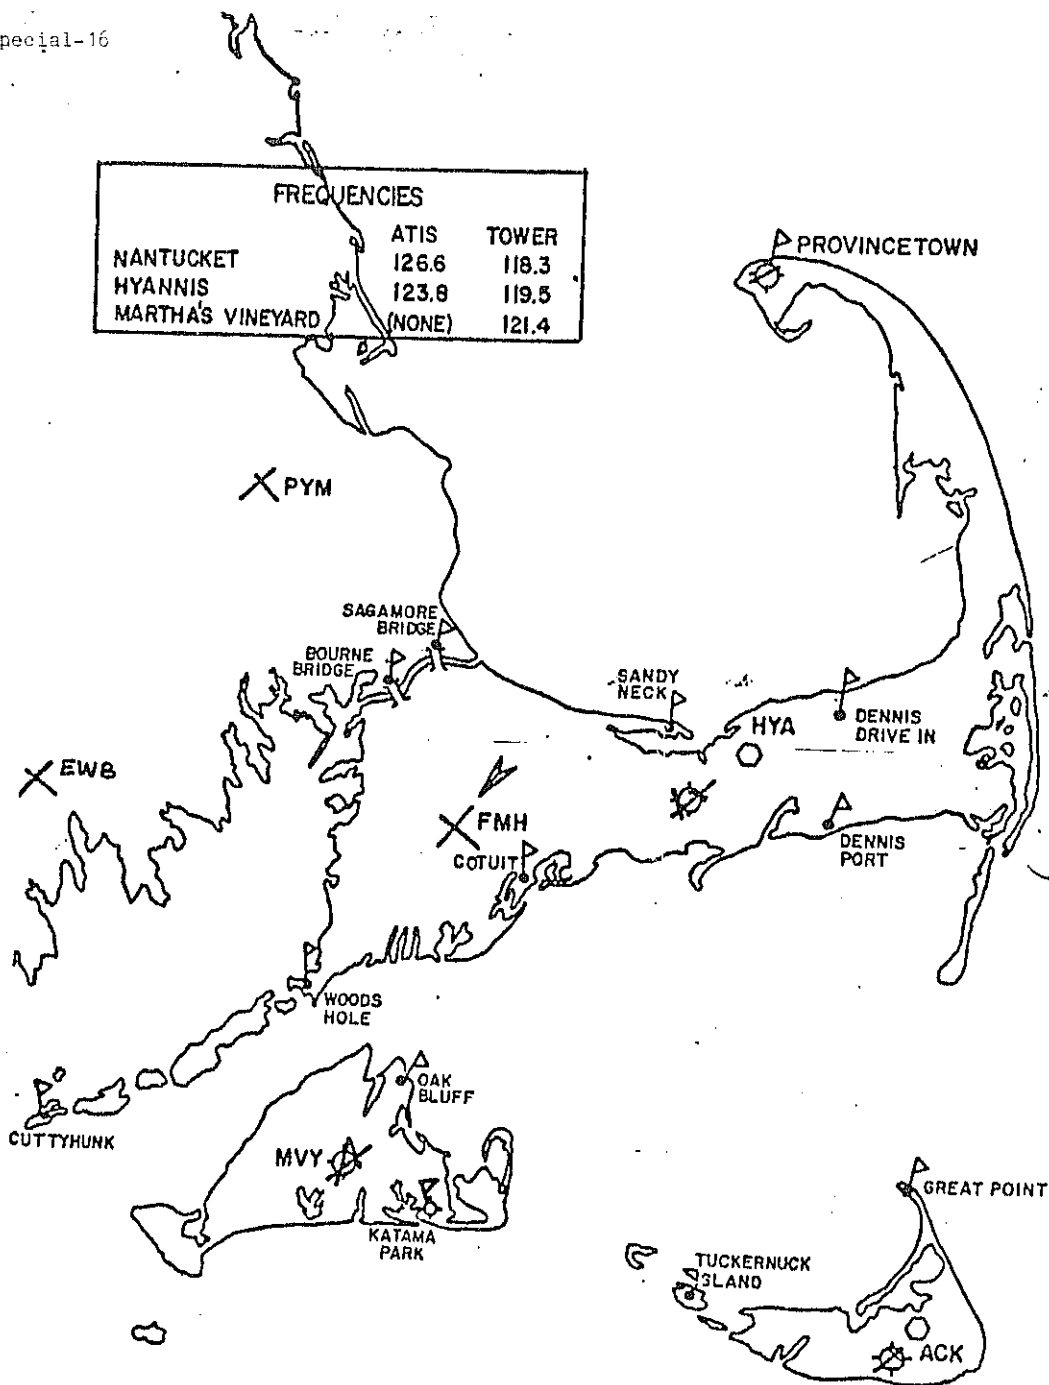 pecial-16
FREQUENCIES
ATIS TOWER
NANTUCKET 126.6 118.3
HYANNIS 123.8 119.5
MARTHA'S VINEYARD (NONE) 121.4
PROVINCETOWN
PYM
SAGAMORE
BRIDGE
BOURNE
BRIDGE
SANDY
NECK
HYA
DENNIS
DRIVE IN
EWB
FMH
COTUIT
DENNIS
PORT
WOODS
HOLE
OAK
BLUFF
CUTTYHUNK
MVY
KATAMA
PARK
GREAT POINT
TUCKERNUCK
ISLAND
ACK